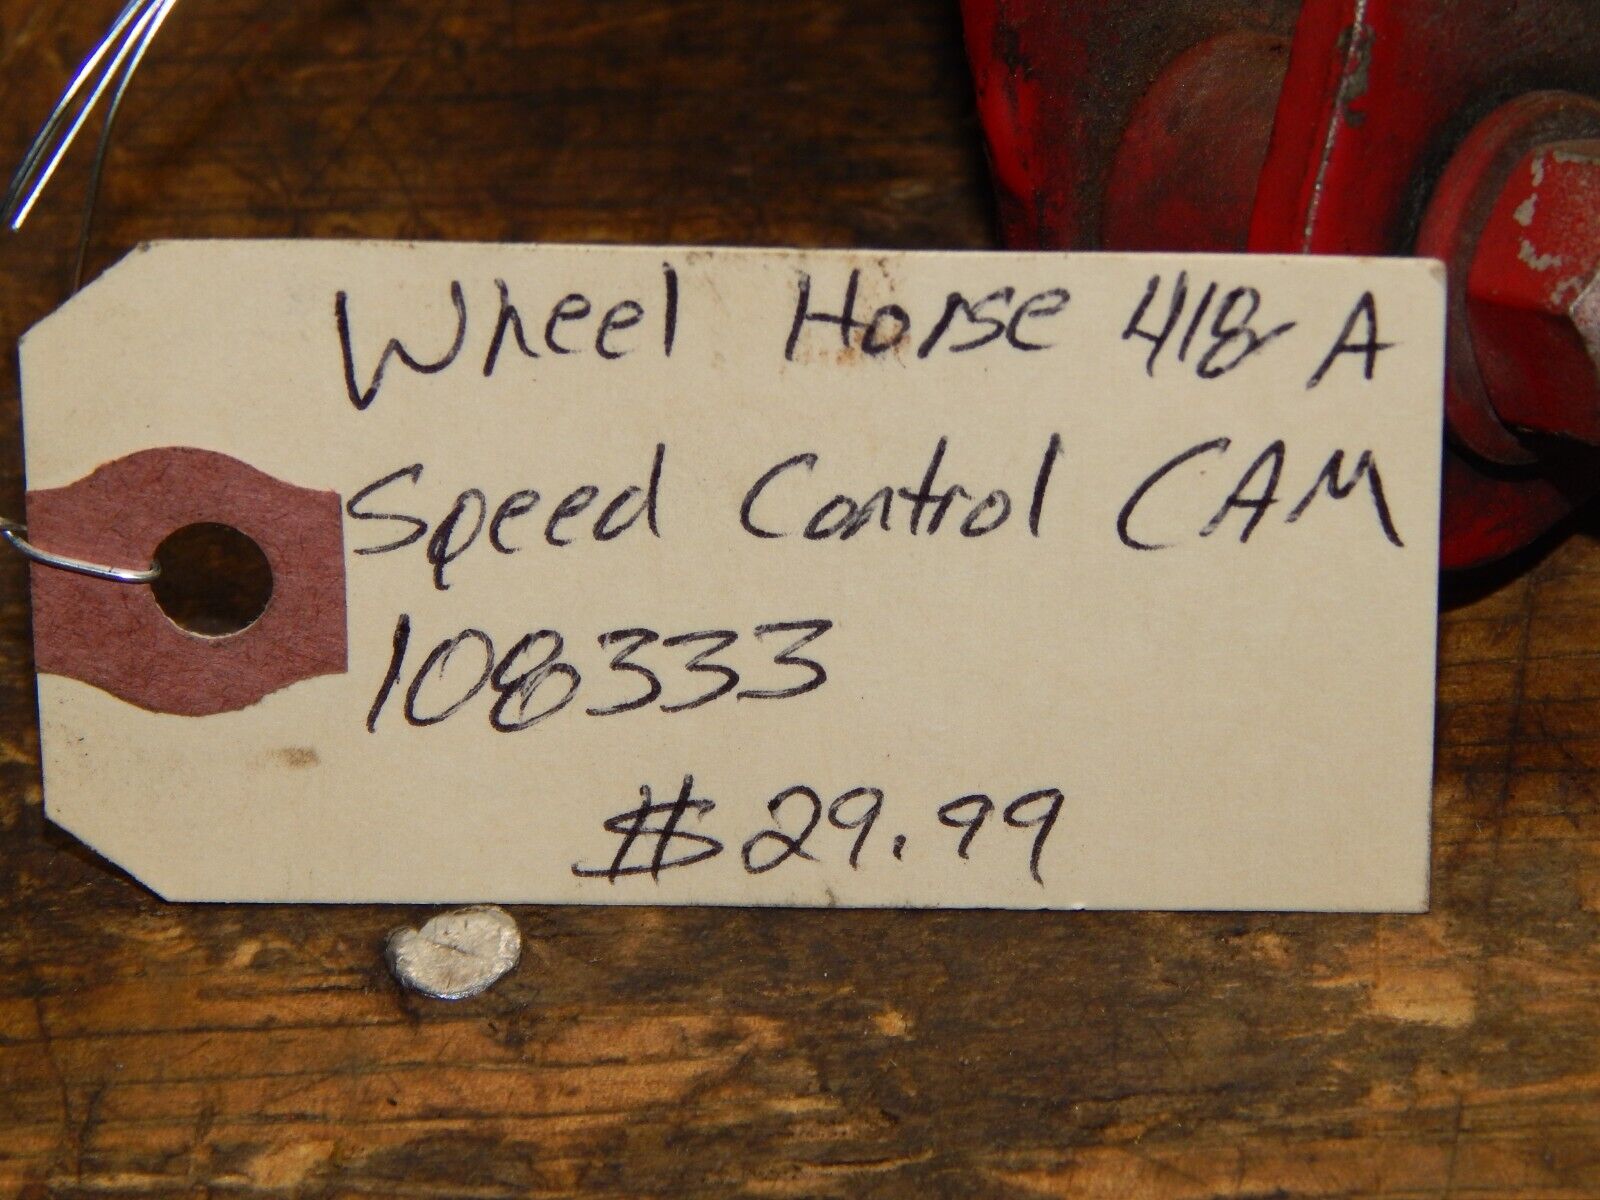 Wheel Horse 418 A
Speed Control CAM
108333
$29.99